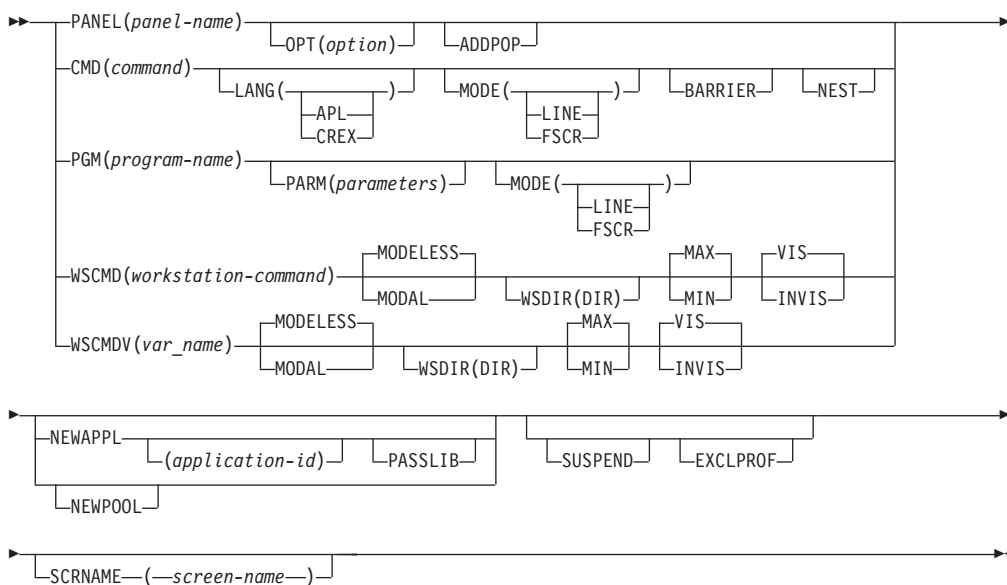 PANEL(panel-name)
OPT(option) ADDPOP
CMD(command)
LANG( ) MODE( ) BARRIER NEST
APL LINE
CREX FSCR
PGM(program-name)
PARM(parameters) MODE( )
LINE
FSCR
MODELESS MAX VIS
WSCMD(workstation-command)
MODAL WSDIR(DIR) MIN INVIS
MODELESS MAX VIS
WSCMDV(var_name)
MODAL WSDIR(DIR) MIN INVIS
NEWAPPL
(application-id) PASSLIB SUSPEND EXCLPROF
NEWPOOL
SCRNAME (screen-name)